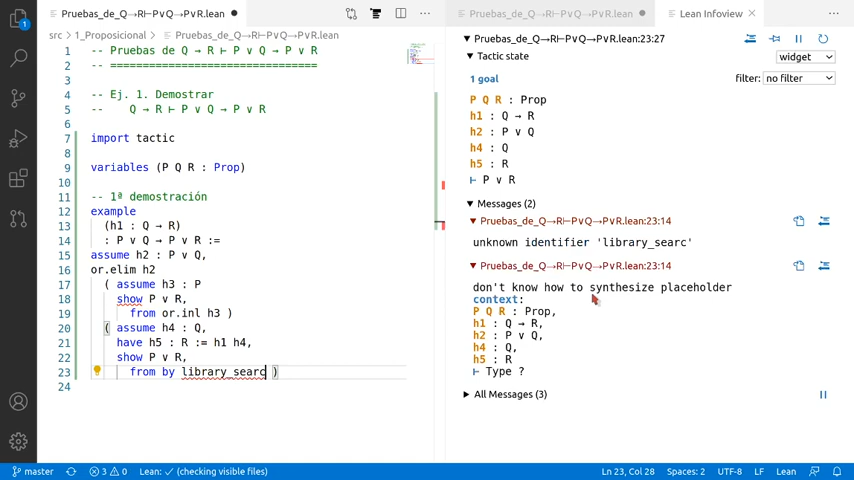 Pruebas_de_Q→R⊢P∨Q→P∨R.lean ●
Pruebas_de_Q→R⊢P∨Q→P∨R.lean ●
Lean Infoview ×
src > 1_Proposicional > Pruebas_de_Q→R⊢P∨Q→P∨R.lean
1 -- Pruebas de Q → R ⊢ P ∨ Q → P ∨ R
2 -- ==============================
3
4 -- Ej. 1. Demostrar
5 --    Q → R ⊢ P ∨ Q → P ∨ R
6
7 import tactic
8
9 variables (P Q R : Prop)
10
11 -- 1ª demostración
12 example
13   (h1 : Q → R)
14   : P ∨ Q → P ∨ R :=
15 assume h2 : P ∨ Q,
16 or.elim h2
17   ( assume h3 : P
18     show P ∨ R,
19       from or.inl h3 )
20   ( assume h4 : Q,
21     have h5 : R := h1 h4,
22     show P ∨ R,
23       from by library_searc )
24
Pruebas_de_Q→R⊢P∨Q→P∨R.lean:23:27
Tactic state
widget
1 goal
filter: no filter
P Q R : Prop
h1 : Q → R
h2 : P ∨ Q
h4 : Q
h5 : R
⊢ P ∨ R
Messages (2)
Pruebas_de_Q→R⊢P∨Q→P∨R.lean:23:14
unknown identifier 'library_searc'
Pruebas_de_Q→R⊢P∨Q→P∨R.lean:23:14
don't know how to synthesize placeholder
context:
P Q R : Prop,
h1 : Q → R,
h2 : P ∨ Q,
h4 : Q,
h5 : R
⊢ Type ?
All Messages (3)
1
master
3 0
Lean: ✓ (checking visible files)
Ln 23, Col 28
Spaces: 2
UTF-8
LF
Lean